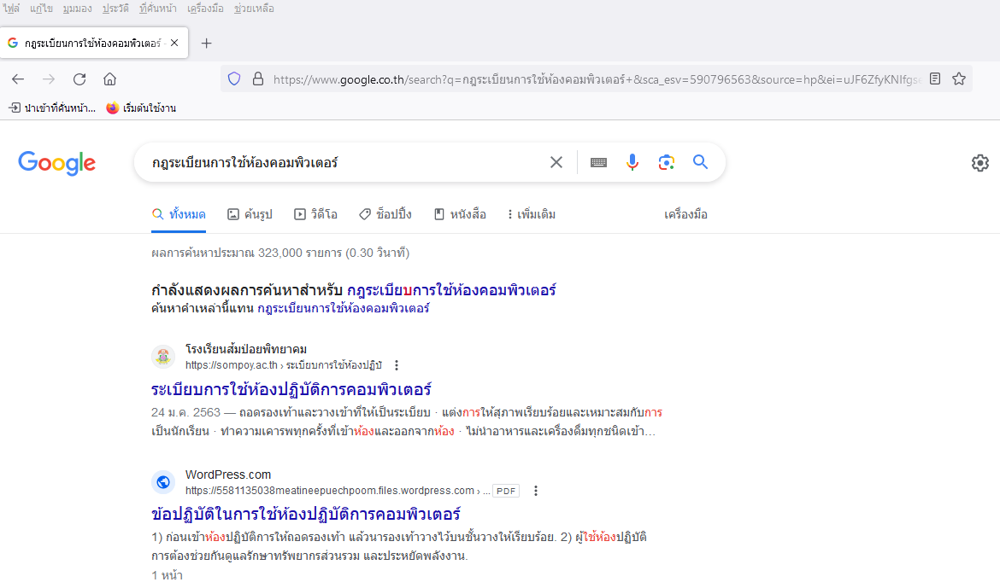 ไฟล์ แก้ไข มุมมอง ประวัติ ที่คั่นหน้า เครื่องมือ ช่วยเหลือ
กฎระเบียนการใช้ห้องคอมพิวเตอร์ -
https://www.google.co.th/search?q=กฎระเบียนการใช้ห้องคอมพิวเตอร์+&sca_esv=590796563&source=hp&ei=uJF6ZfyKNIfgse
นำเข้าที่คั่นหน้า... เริ่มต้นใช้งาน
Google กฎระเบียนการใช้ห้องคอมพิวเตอร์
ทั้งหมด ค้นรูป วิดีโอ ช็อปปิ้ง หนังสือ เพิ่มเติม เครื่องมือ
ผลการค้นหาประมาณ 323,000 รายการ (0.30 วินาที)
กำลังแสดงผลการค้นหาสำหรับ กฎระเบียบการใช้ห้องคอมพิวเตอร์
ค้นหาคำเหล่านี้แทน กฎระเบียนการใช้ห้องคอมพิวเตอร์
โรงเรียนส้มป่อยพิทยาคม
https://sompoy.ac.th › ระเบียบการใช้ห้องปฏิบั
ระเบียบการใช้ห้องปฏิบัติการคอมพิวเตอร์
24 ม.ค. 2563 — ถอดรองเท้าและวางเข้าที่ให้เป็นระเบียบ · แต่งการให้สุภาพเรียบร้อยและเหมาะสมกับการ
เป็นนักเรียน · ทำความเคารพทุกครั้งที่เข้าห้องและออกจากห้อง · ไม่นำอาหารและเครื่องดื่มทุกชนิดเข้า...
WordPress.com
https://5581135038meatineepuechpoom.files.wordpress.com › ... PDF
ข้อปฏิบัติในการใช้ห้องปฏิบัติการคอมพิวเตอร์
1) ก่อนเข้าห้องปฏิบัติการให้ถอดรองเท้า แล้วนารองเท้าวางไว้บนชั้นวางให้เรียบร้อย. 2) ผู้ใช้ห้องปฏิบัติ
การต้องช่วยกันดูแลรักษาทรัพยากรส่วนรวม และประหยัดพลังงาน.
1 หน้า